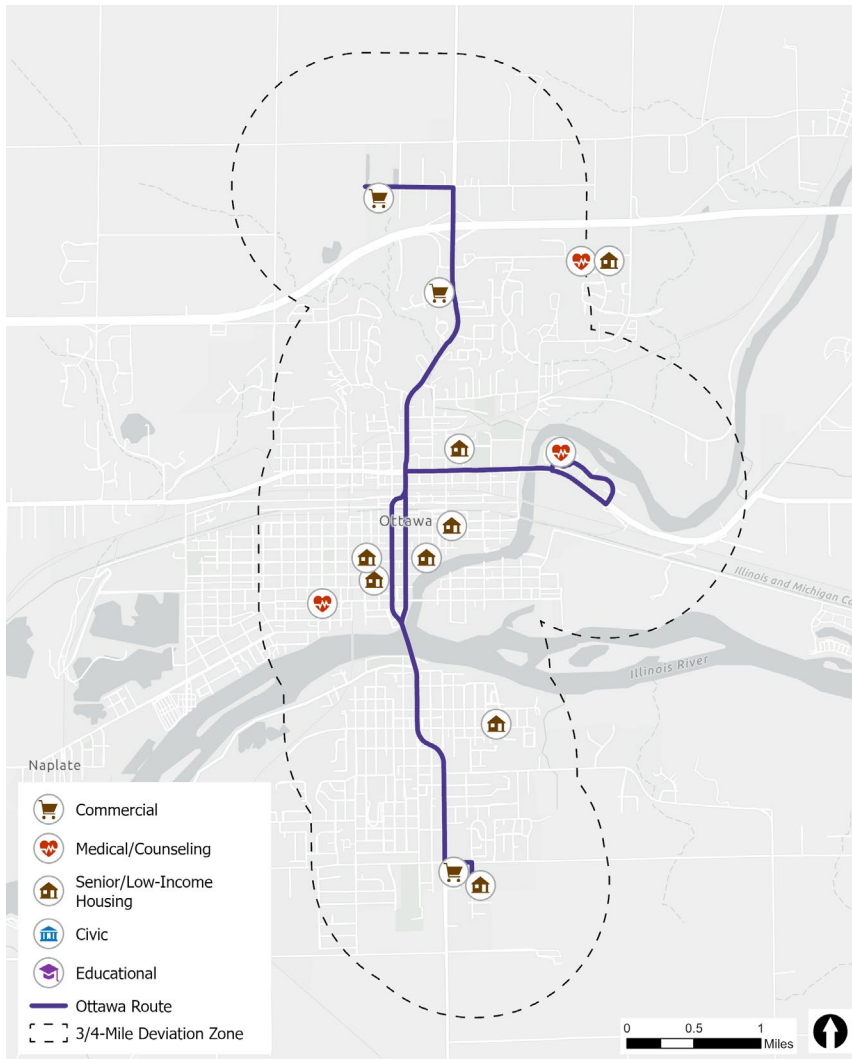 Ottawa
Illinois and Michigan Ca
Illinois River
Naplate
Commercial
Medical/Counseling
Senior/Low-Income
Housing
Civic
Educational
Ottawa Route
3/4-Mile Deviation Zone
0 0.5 1
Miles